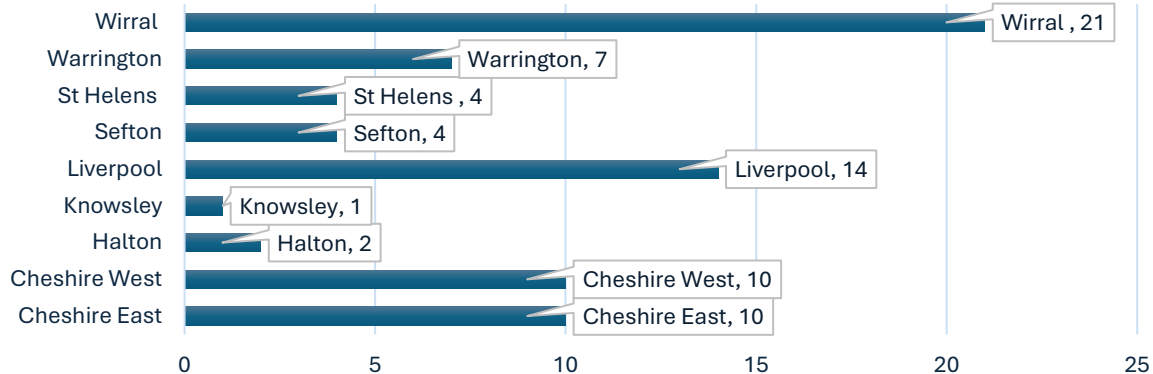 Wirral
Wirral , 21
Warrington
Warrington, 7
St Helens
St Helens , 4
Sefton
Sefton, 4
Liverpool
Liverpool, 14
Knowsley
Knowsley, 1
Halton
Halton, 2
Cheshire West
Cheshire West, 10
Cheshire East
Cheshire East, 10
0 5 10 15 20 25